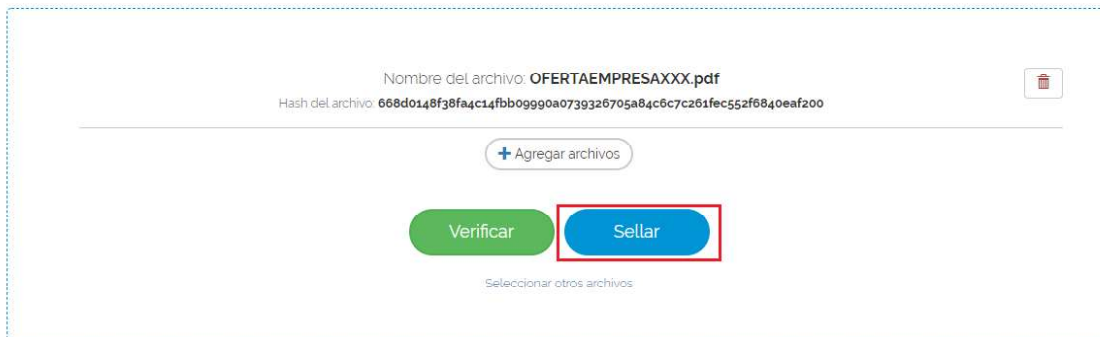 Nombre del archivo: OFERTAEMPRESAXXX.pdf
Hash del archivo: 668d0148f38fa4c14fbb09990a0739326705a84c6c7c261fec552f6840eaf200
Agregar archivos
Verificar
Sellar
Seleccionar otros archivos